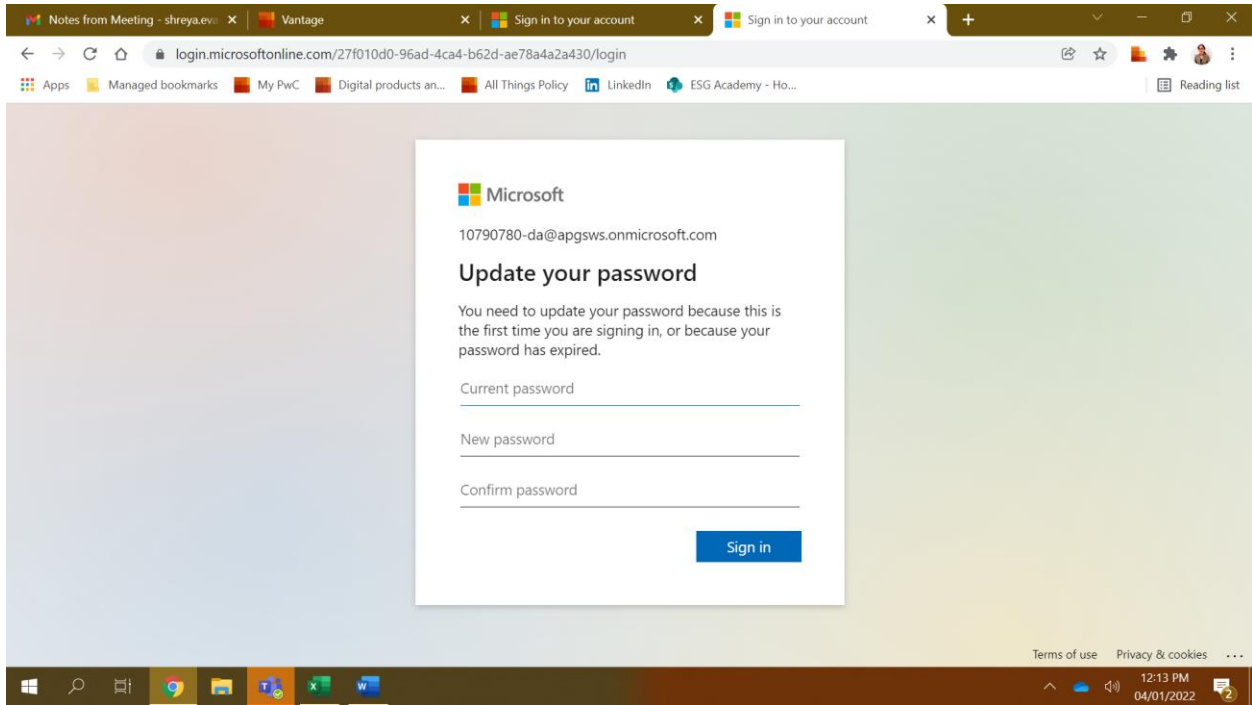 Notes from Meeting - shreya.eva
Vantage
Sign in to your account
Sign in to your account
login.microsoftonline.com/27f010d0-96ad-4ca4-b62d-ae78a4a2a430/login
Apps
Managed bookmarks
My PwC
Digital products an...
All Things Policy
LinkedIn
ESG Academy - Ho...
Reading list
Microsoft
10790780-da@apgsws.onmicrosoft.com
Update your password
You need to update your password because this is
the first time you are signing in, or because your
password has expired.
Current password
New password
Confirm password
Sign in
Terms of use
Privacy & cookies
...
12:13 PM
04/01/2022
2